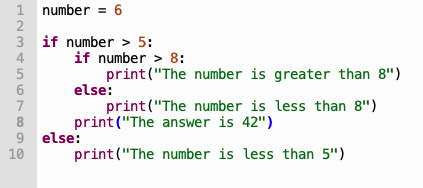 1 number = 6
2
3 if number > 5:
4     if number > 8:
5         print("The number is greater than 8")
6     else:
7         print("The number is less than 8")
8     print("The answer is 42")
9 else:
10     print("The number is less than 5")